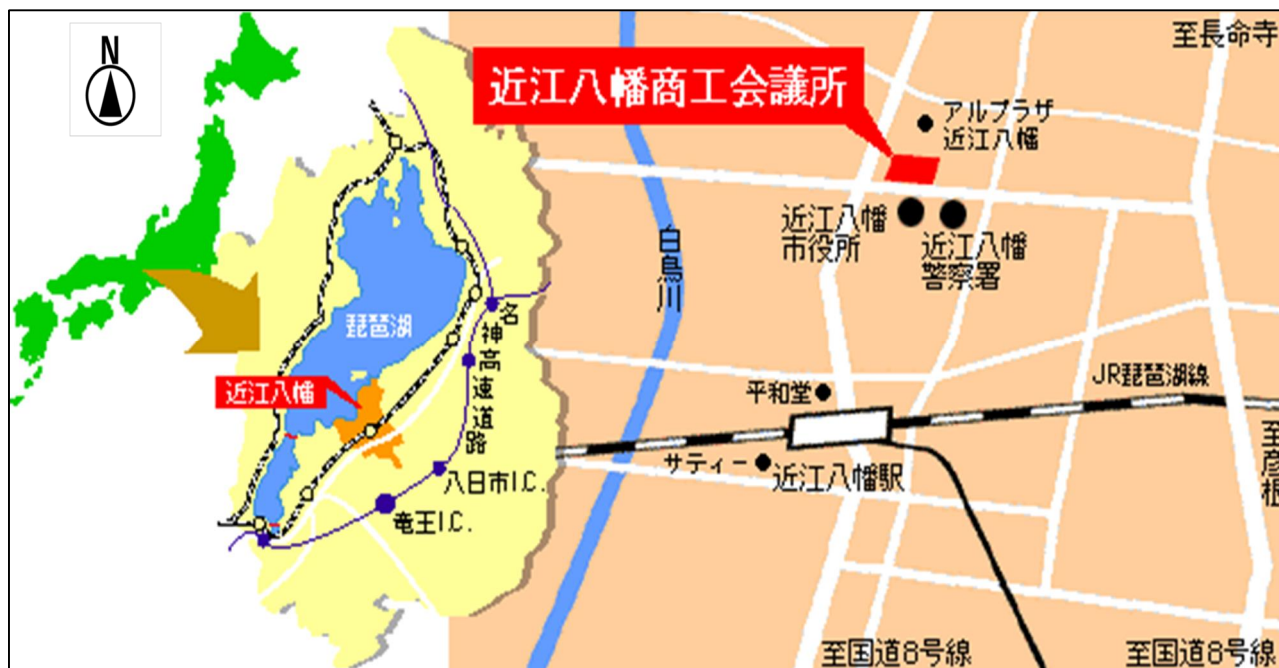 N
近江八幡商工会議所
至長命寺
アルプラザ
近江八幡
近江八幡
市役所
近江八幡
警察署
白鳥川
琵琶湖
近江八幡
名神高速道路
八日市I.C.
竜王I.C.
平和堂
JR琵琶湖線
サティー
近江八幡駅
至彦根
至国道8号線
至国道8号線